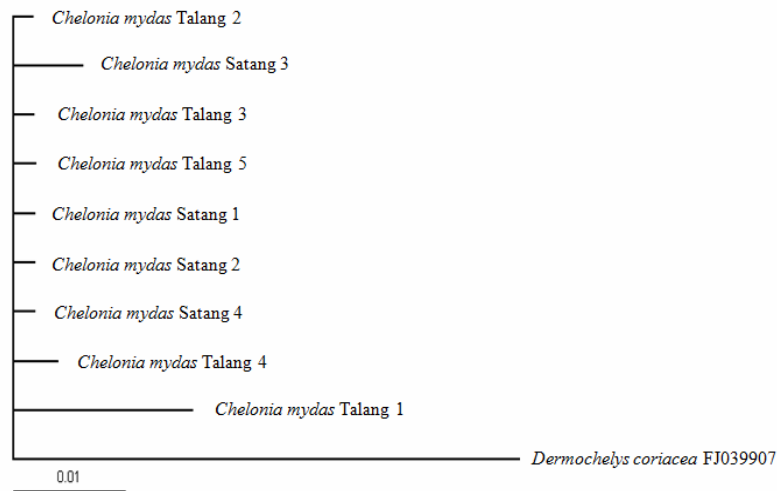 Chelonia mydas Talang 2
Chelonia mydas Satang 3
Chelonia mydas Talang 3
Chelonia mydas Talang 5
Chelonia mydas Satang 1
Chelonia mydas Satang 2
Chelonia mydas Satang 4
Chelonia mydas Talang 4
Chelonia mydas Talang 1
Dermochelys coriacea FJ039907
0.01